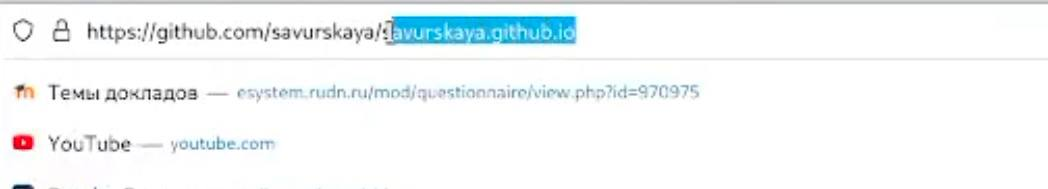 https://github.com/savurskaya/savurskaya.github.io
Темы докладов — esystem.rudn.ru/mod/questionnaire/view.php?id=970975
YouTube — youtube.com